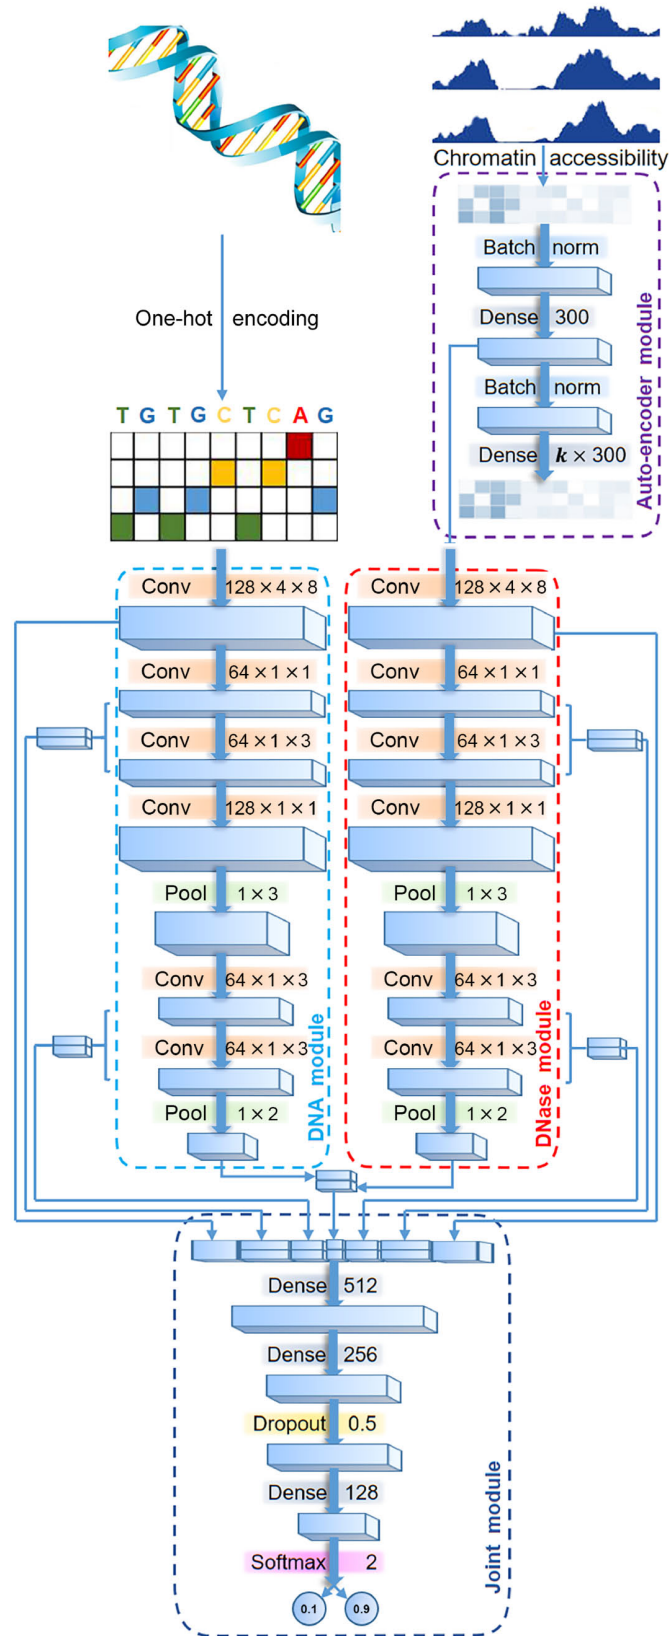 Chromatin accessibility
Batch norm
Dense 300
Batch norm
Dense k × 300
Auto-encoder module
One-hot encoding
T G T G C T C A G
Conv 128 × 4 × 8
Conv 64 × 1 × 1
Conv 64 × 1 × 3
Conv 128 × 1 × 1
Pool 1 × 3
Conv 64 × 1 × 3
Conv 64 × 1 × 3
Pool 1 × 2
DNA module
Conv 128 × 4 × 8
Conv 64 × 1 × 1
Conv 64 × 1 × 3
Conv 128 × 1 × 1
Pool 1 × 3
Conv 64 × 1 × 3
Conv 64 × 1 × 3
Pool 1 × 2
DNase module
Dense 512
Dense 256
Dropout 0.5
Dense 128
Softmax 2
0.1 0.9
Joint module